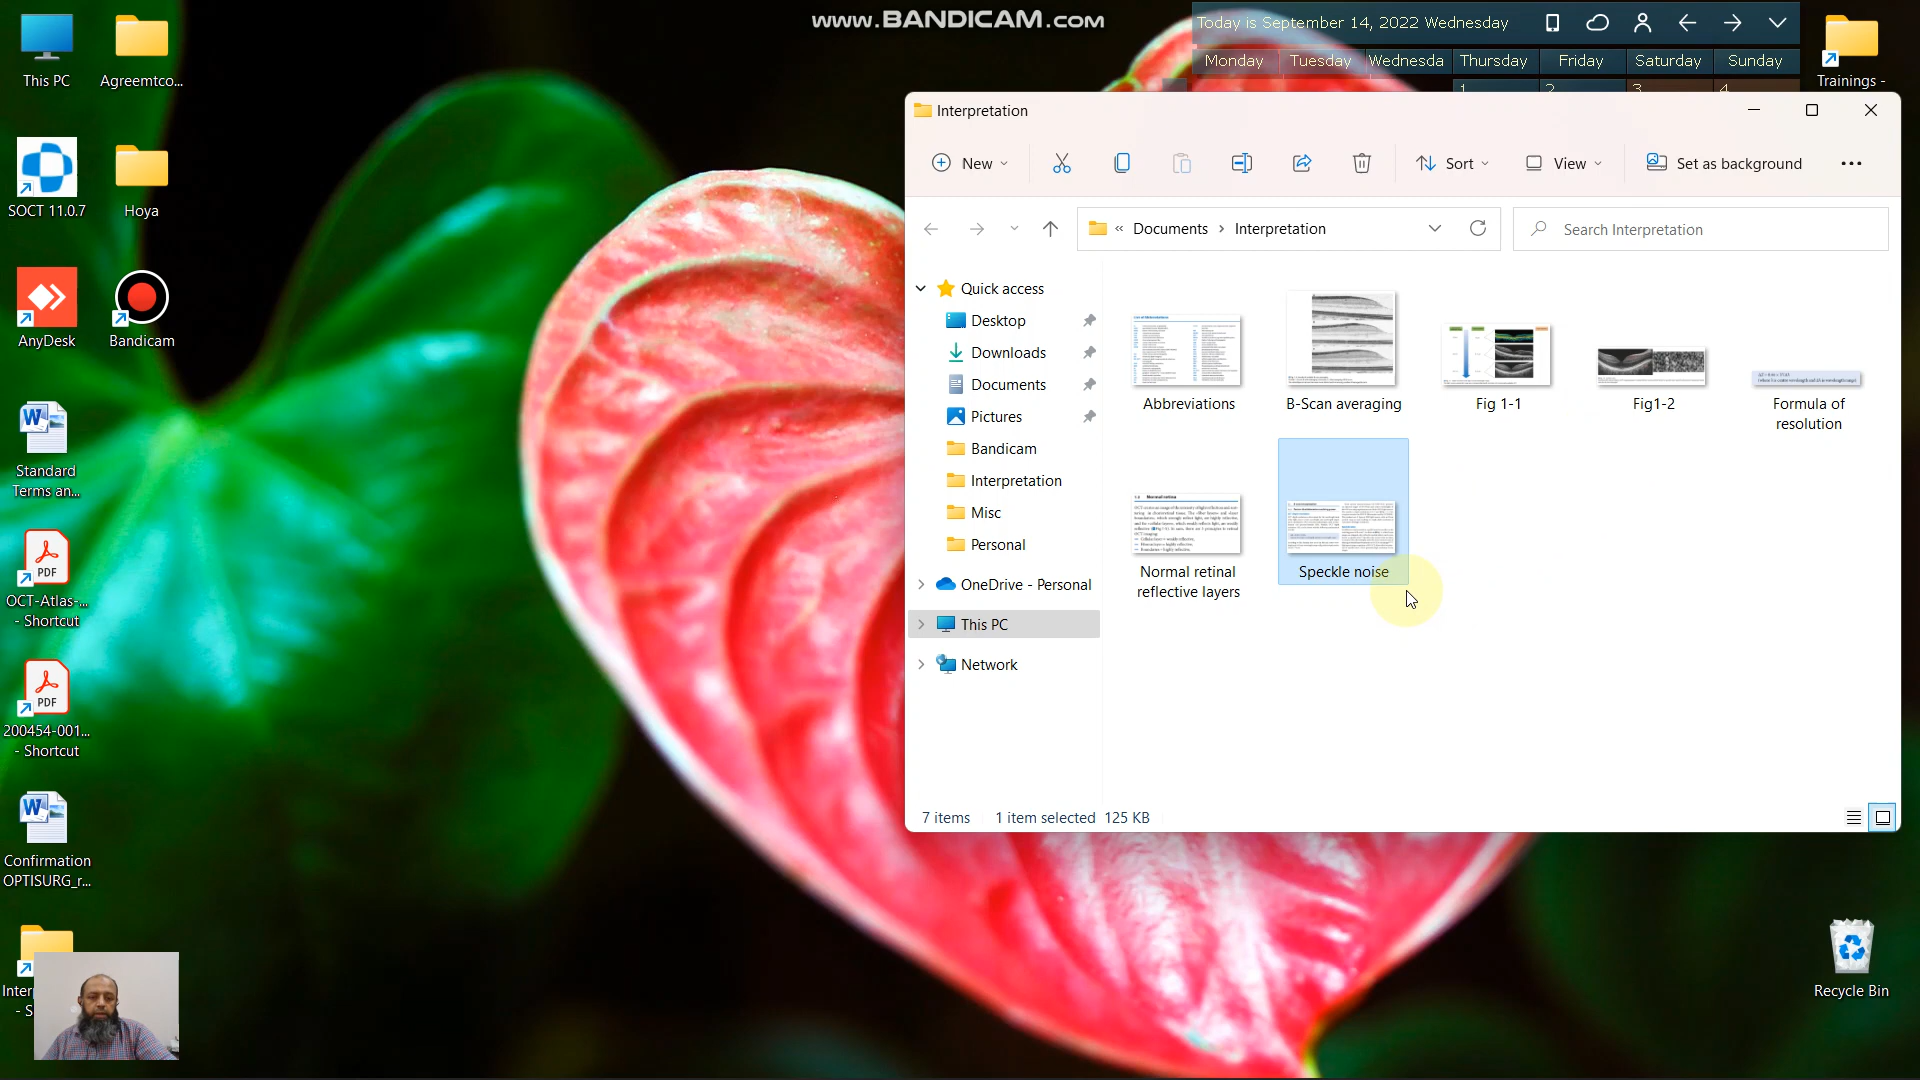 www.BANDICAM.com
This PC
Agreemtco...
SOCT 11.0.7
Hoya
AnyDesk
Bandicam
Standard
Terms an...
OCT-Atlas-...
- Shortcut
200454-001...
- Shortcut
Confirmation
OPTISURG_r...
Today is September 14, 2022 Wednesday
Monday Tuesday Wednesda Thursday Friday Saturday Sunday
1 2 3 4
Trainings -
Interpretation
New
Sort
View
Set as background
« Documents > Interpretation
Search Interpretation
Quick access
Desktop
Downloads
Documents
Pictures
Bandicam
Interpretation
Misc
Personal
OneDrive - Personal
This PC
Network
Abbreviations
B-Scan averaging
Fig 1-1
Fig1-2
Formula of
resolution
Normal retinal
reflective layers
Speckle noise
7 items 1 item selected 125 KB
Recycle Bin